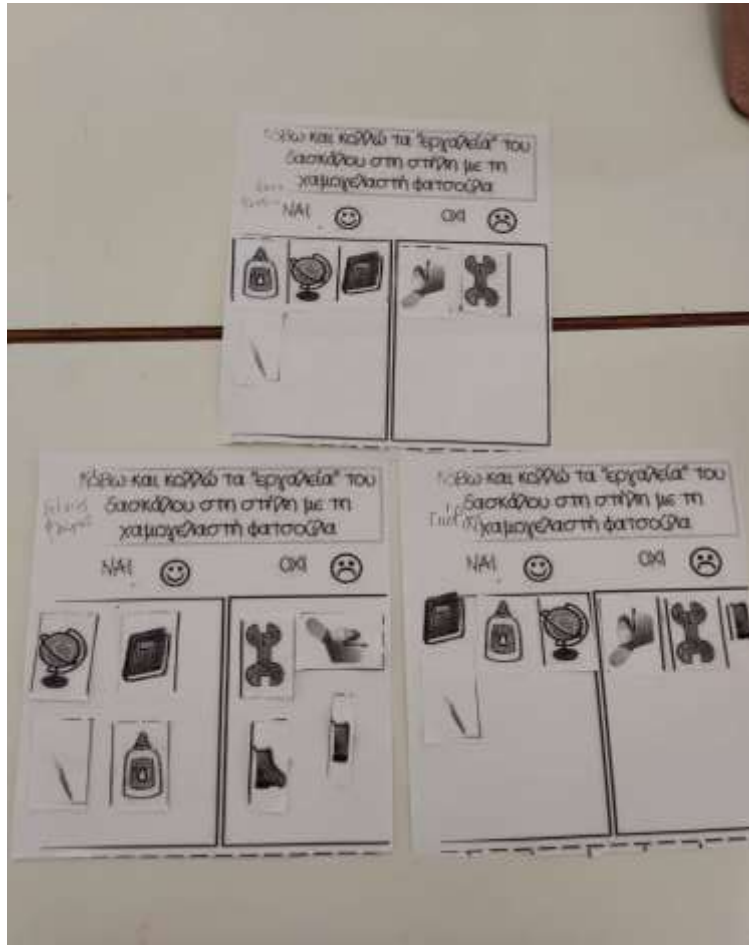 Κόβω και κολλώ τα "εργαλεία" του
δασκάλου στη στήλη με τη
χαμογελαστή φατσούλα
ΝΑΙ ΟΧΙ
Κόβω και κολλώ τα "εργαλεία" του
δασκάλου στη στήλη με τη
χαμογελαστή φατσούλα
ΝΑΙ ΟΧΙ
Κόβω και κολλώ τα "εργαλεία" του
δασκάλου στη στήλη με τη
χαμογελαστή φατσούλα
ΝΑΙ ΟΧΙ